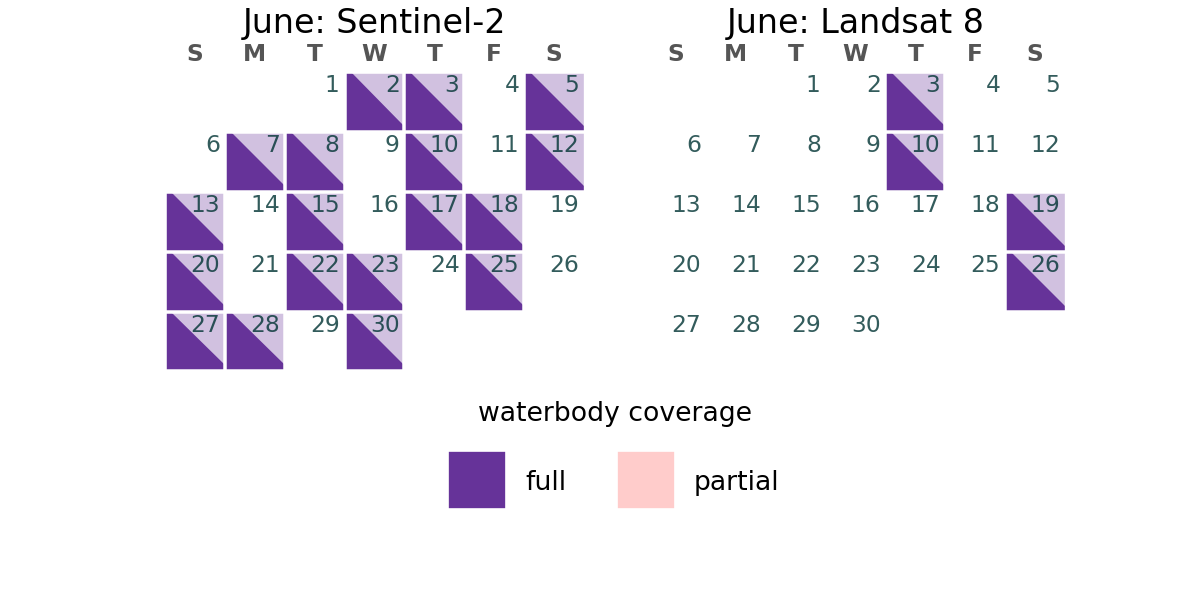 June: Sentinel-2
S M T W T F S
1 2 3 4 5
6 7 8 9 10 11 12
13 14 15 16 17 18 19
20 21 22 23 24 25 26
27 28 29 30
June: Landsat 8
S M T W T F S
1 2 3 4 5
6 7 8 9 10 11 12
13 14 15 16 17 18 19
20 21 22 23 24 25 26
27 28 29 30
waterbody coverage
full partial